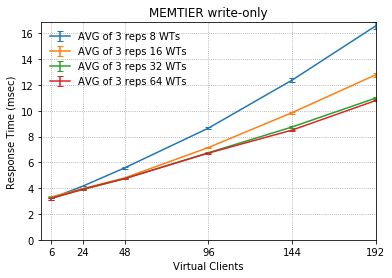 MEMTIER write-only
AVG of 3 reps 8 WTs
AVG of 3 reps 16 WTs
AVG of 3 reps 32 WTs
AVG of 3 reps 64 WTs
Response Time (msec)
16
14
12
10
8
6
4
2
0
6 24 48 96 144 192
Virtual Clients